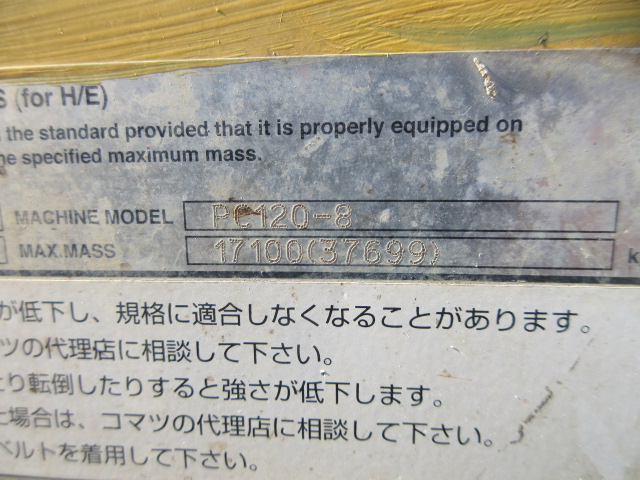 S (for H/E)
the standard provided that it is properly equipped on
he specified maximum mass.
MACHINE MODEL PC120-8
MAX.MASS 17100(37699) k
が低下し、規格に適合しなくなることがあります。
マツの代理店に相談して下さい。
たり転倒したりすると強さが低下します。
た場合は、コマツの代理店に相談して下さい。
ベルトを着用して下さい。